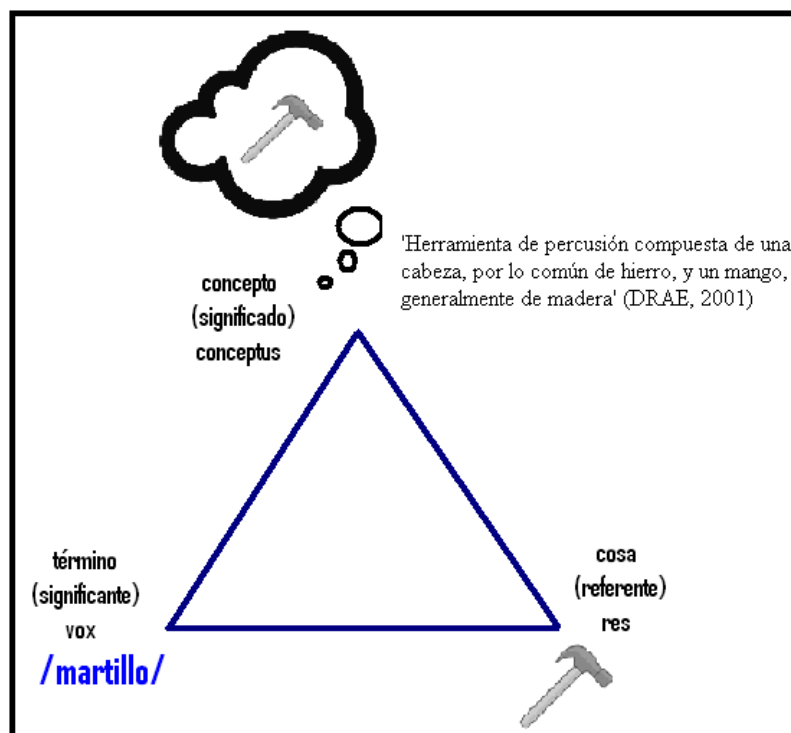 'Herramienta de percusión compuesta de una
cabeza, por lo común de hierro, y un mango,
generalmente de madera' (DRAE, 2001)
concepto
(significado)
conceptus
término
(significante)
vox
/martillo/
cosa
(referente)
res